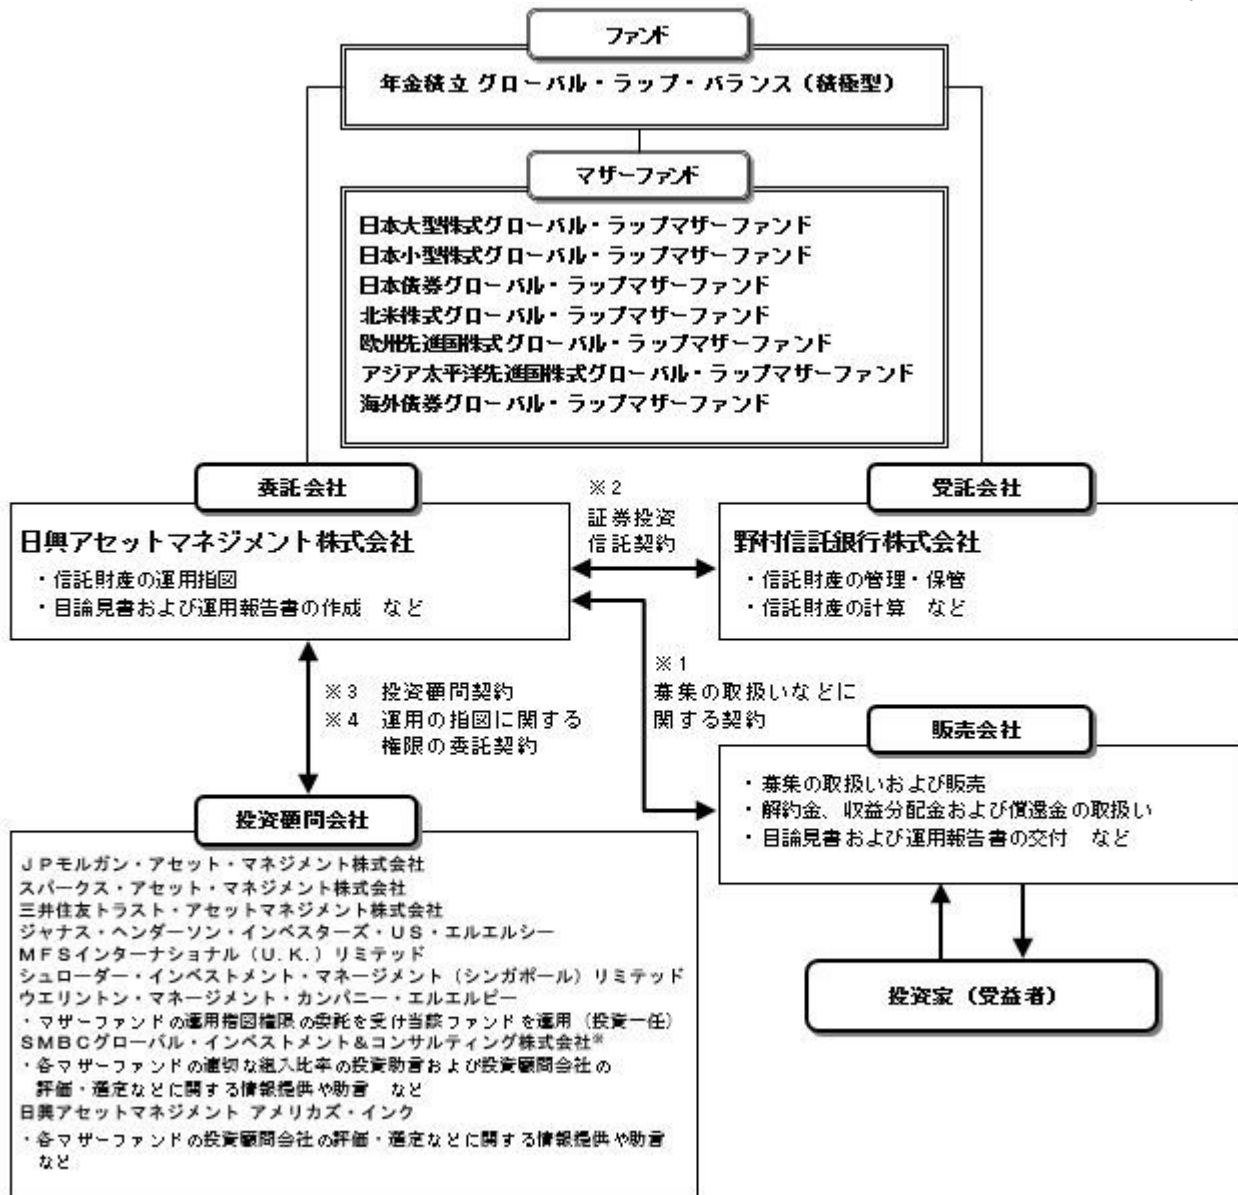 ファンド
年金積立 グローバル・ラップ・バランス（積極型）
マザーファンド
日本大型株式グローバル・ラップマザーファンド
日本小型株式グローバル・ラップマザーファンド
日本債券グローバル・ラップマザーファンド
北米株式グローバル・ラップマザーファンド
欧州先進国株式グローバル・ラップマザーファンド
アジア太平洋先進国株式グローバル・ラップマザーファンド
海外債券グローバル・ラップマザーファンド
委託会社
日興アセットマネジメント株式会社
・信託財産の運用指図
・目論見書および運用報告書の作成　など
※２
証券投資
信託契約
受託会社
野村信託銀行株式会社
・信託財産の管理・保管
・信託財産の計算　など
※３　投資顧問契約
※４　運用の指図に関する
権限の委託契約
※１
募集の取扱いなどに
関する契約
販売会社
・募集の取扱いおよび販売
・解約金、収益分配金および償還金の取扱い
・目論見書および運用報告書の交付　など
投資家（受益者）
投資顧問会社
ＪＰモルガン・アセット・マネジメント株式会社
スパークス・アセット・マネジメント株式会社
三井住友トラスト・アセットマネジメント株式会社
ジャナス・ヘンダーソン・インベスターズ・ＵＳ・エルエルシー
ＭＦＳインターナショナル（Ｕ.Ｋ.）リミテッド
シュローダー・インベストメント・マネージメント（シンガポール）リミテッド
ウエリントン・マネージメント・カンパニー・エルエルピー
・マザーファンドの運用指図権限の委託を受け当該ファンドを運用（投資一任）
ＳＭＢＣグローバル・インベストメント＆コンサルティング株式会社※
・各マザーファンドの適切な組入比率の投資助言および投資顧問会社の
評価・選定などに関する情報提供や助言　など
日興アセットマネジメント アメリカズ・インク
・各マザーファンドの投資顧問会社の評価・選定などに関する情報提供や助言
など